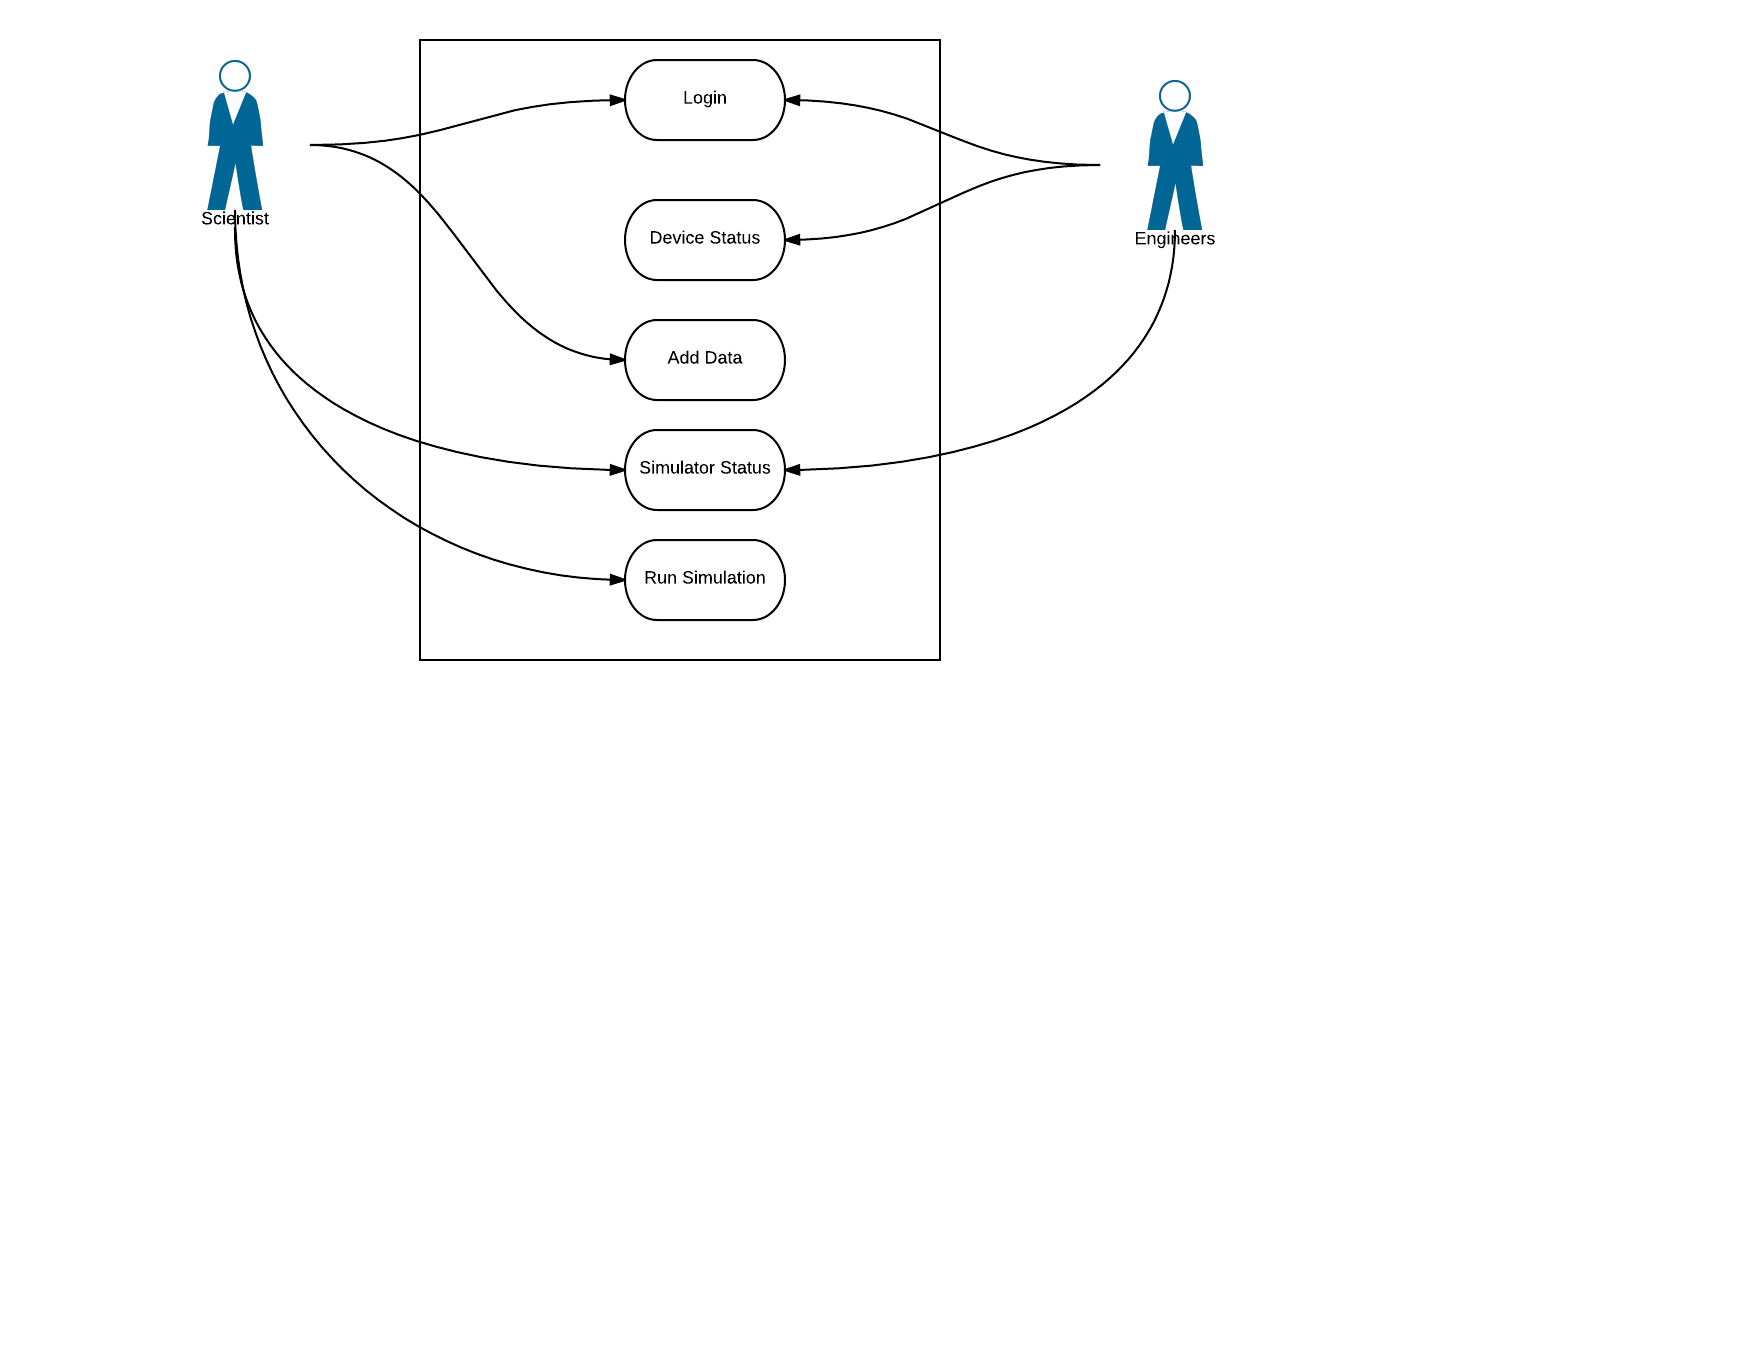 Login
Scientist
Device Status
Engineers
Add Data
Simulator Status
Run Simulation